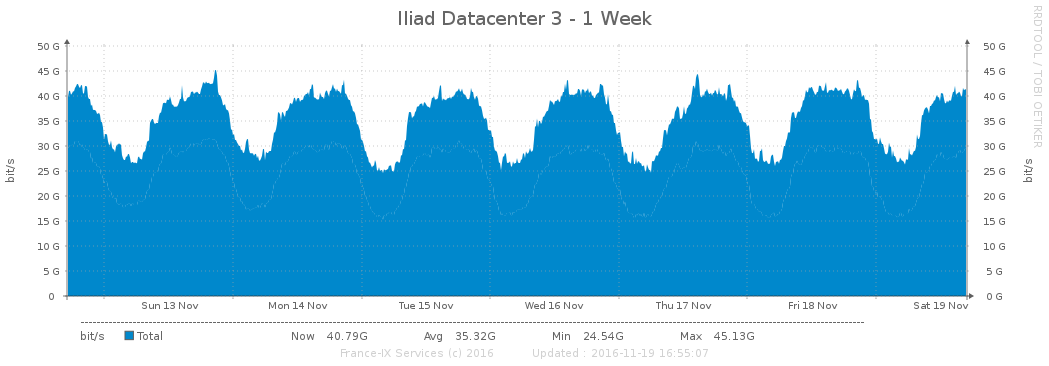 Iliad Datacenter 3 - 1 Week
RRDTOOL / TOBI OETIKER
50 G 50 G
45 G 45 G
40 G 40 G
35 G 35 G
30 G 30 G
25 G 25 G
20 G 20 G
15 G 15 G
10 G 10 G
5 G 5 G
0 0 G
bit/s
bit/s
Sun 13 Nov Mon 14 Nov Tue 15 Nov Wed 16 Nov Thu 17 Nov Fri 18 Nov Sat 19 Nov
bit/s Total Now 40.79G Avg 35.32G Min 24.54G Max 45.13G
France-IX Services (c) 2016 Updated : 2016-11-19 16:55:07